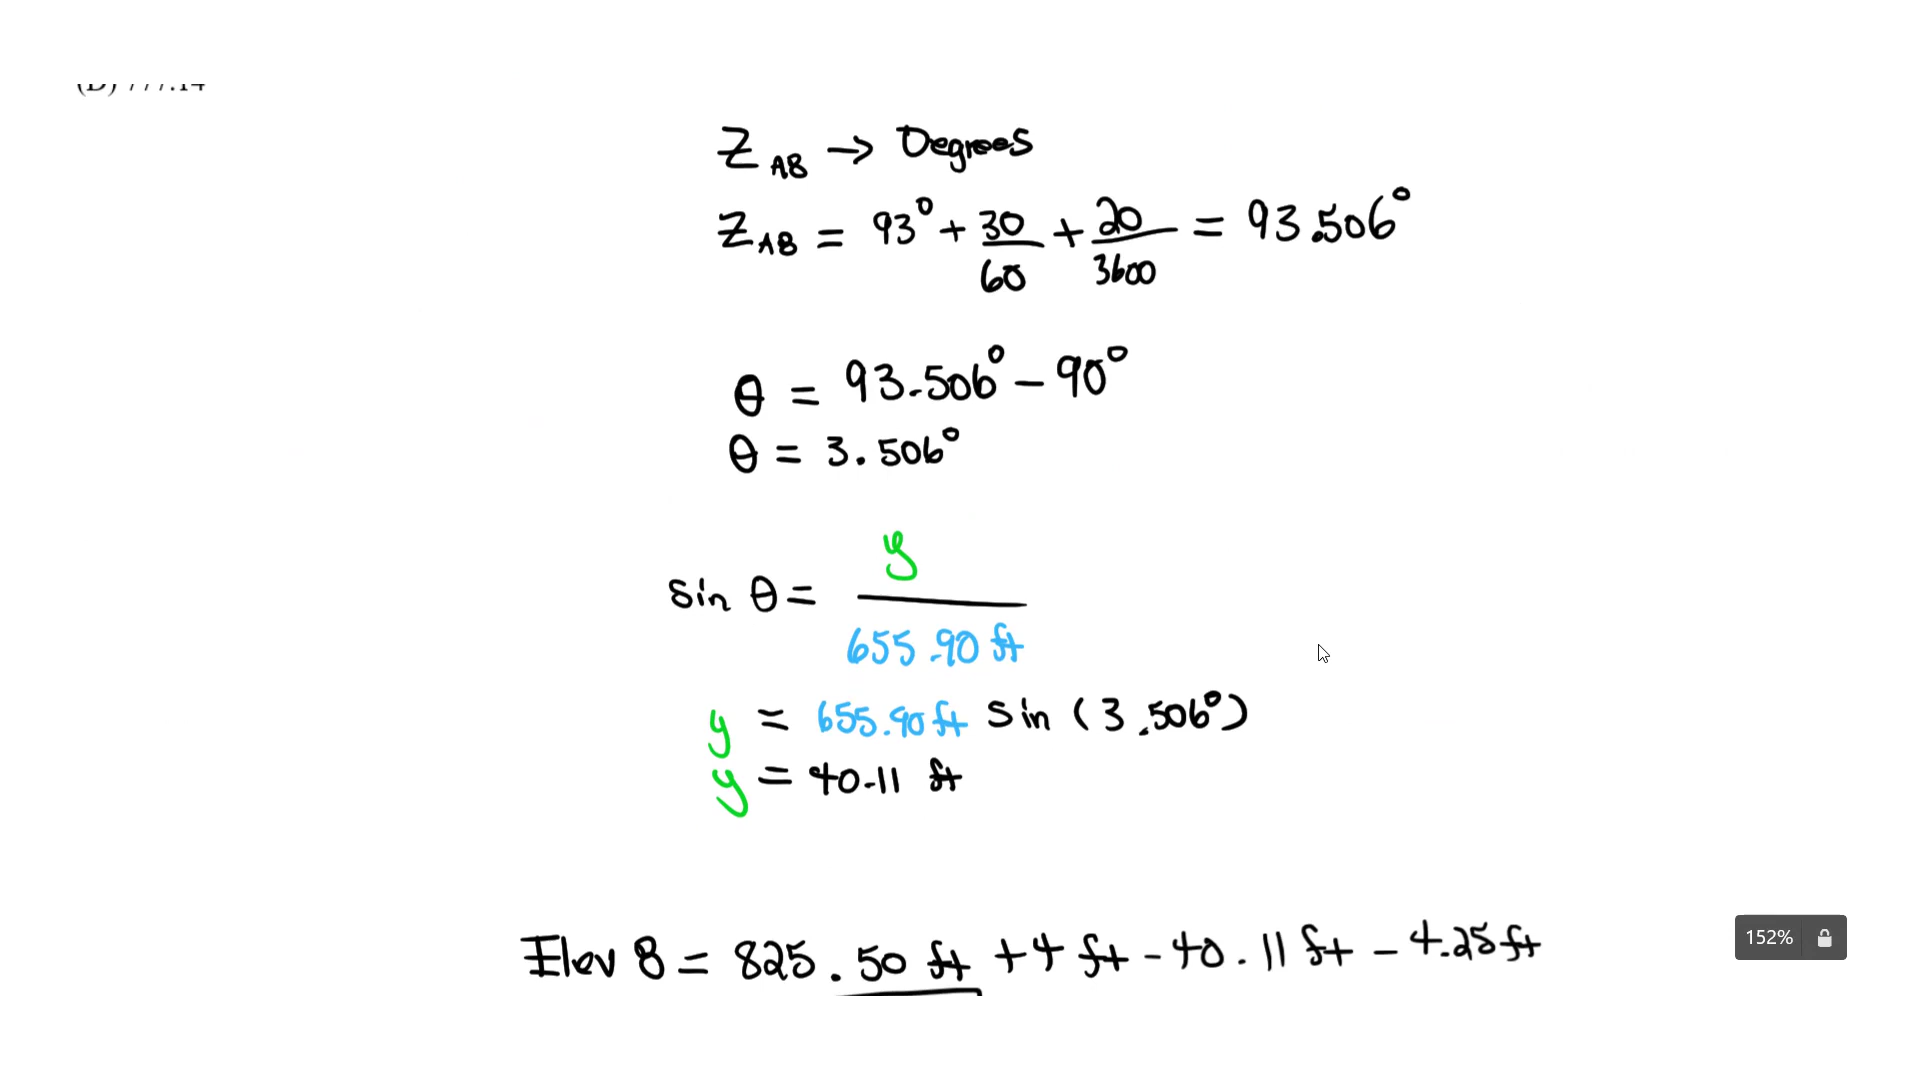 (D) 777.14
Z AB → Degrees
Z AB = 93° + 30/60 + 20/3600 = 93.506°
θ = 93.506° - 90°
θ = 3.506°
sin θ = y / 655.90 ft
y = 655.90 ft sin (3.506°)
y = 40.11 ft
Elev B = 825.50 ft + 4 ft - 40.11 ft - 4.25 ft
152%